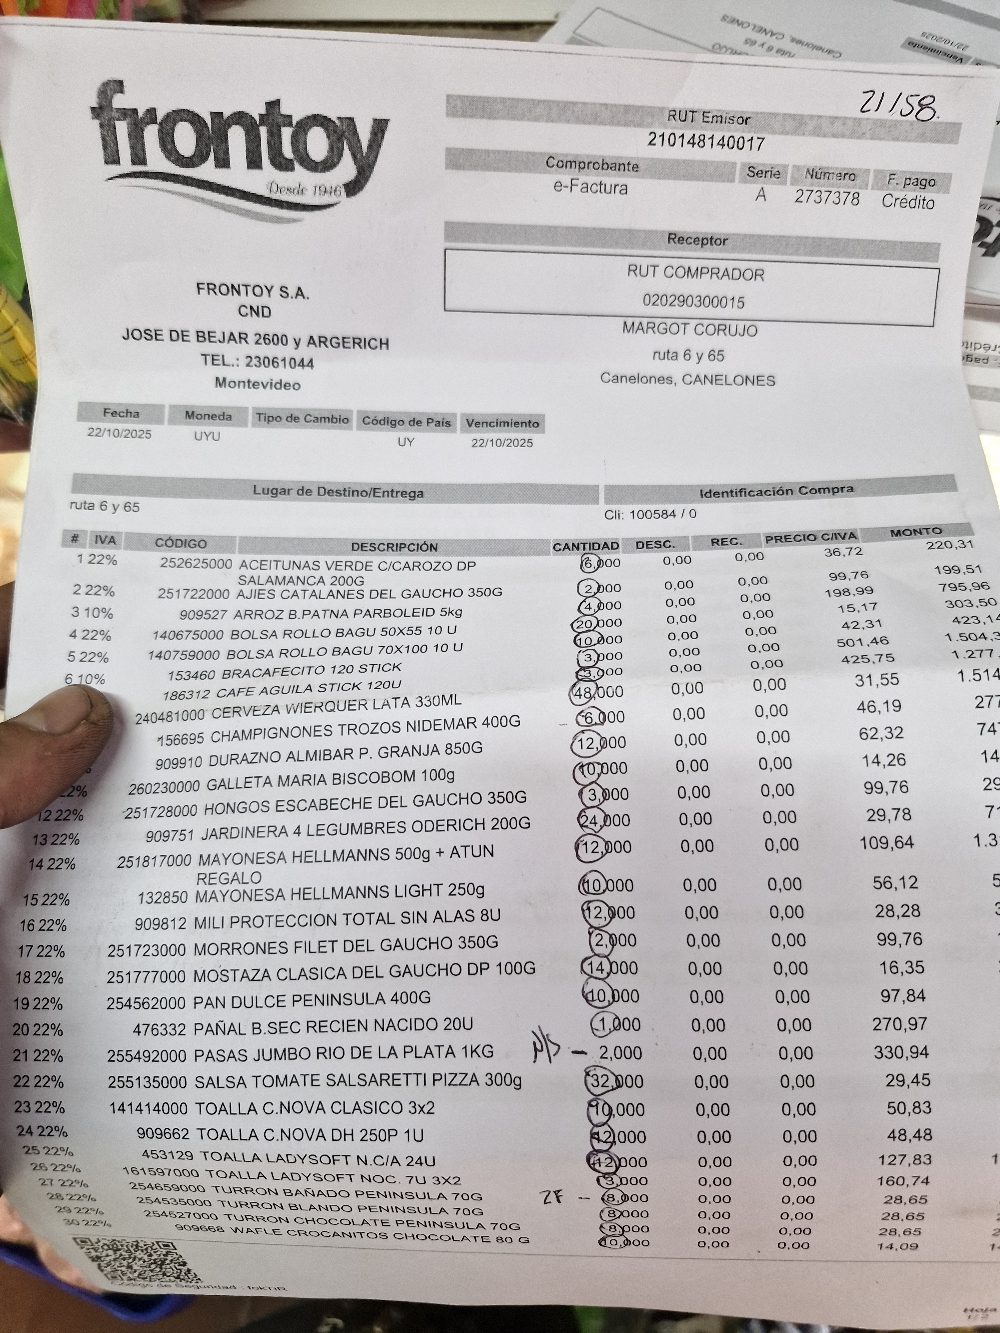 21/58.
frontoy
Desde 1946
RUT Emisor
210148140017
Comprobante Serie Número F. pago
e-Factura A 2737378 Crédito
Receptor
RUT COMPRADOR
020290300015
MARGOT CORUJO
ruta 6 y 65
Canelones, CANELONES
FRONTOY S.A.
CND
JOSE DE BEJAR 2600 y ARGERICH
TEL.: 23061044
Montevideo
Fecha Moneda Tipo de Cambio Código de País Vencimiento
22/10/2025 UYU UY 22/10/2025
Lugar de Destino/Entrega Identificación Compra
ruta 6 y 65 Cli: 100584 / 0
# IVA CÓDIGO DESCRIPCIÓN CANTIDAD DESC. REC. PRECIO C/IVA MONTO
1 22% 252625000 ACEITUNAS VERDE C/CAROZO DP 6,000 0,00 0,00 36,72 220,31
SALAMANCA 200G
2 22% 251722000 AJIES CATALANES DEL GAUCHO 350G 2,000 0,00 0,00 99,76 199,51
3 10% 909527 ARROZ B.PATNA PARBOLEID 5kg 4,000 0,00 0,00 198,99 795,96
4 22% 140675000 BOLSA ROLLO BAGU 50X55 10 U 20,000 0,00 0,00 15,17 303,50
5 22% 140759000 BOLSA ROLLO BAGU 70X100 10 U 10,000 0,00 0,00 42,31 423,14
6 10% 153460 BRACAFECITO 120 STICK 3,000 0,00 0,00 501,46 1.504,3
186312 CAFE AGUILA STICK 120U 3,000 0,00 0,00 425,75 1.277,
240481000 CERVEZA WIERQUER LATA 330ML 48,000 0,00 0,00 31,55 1.514
156695 CHAMPIGNONES TROZOS NIDEMAR 400G 6,000 0,00 0,00 46,19 277
909910 DURAZNO ALMIBAR P. GRANJA 850G 12,000 0,00 0,00 62,32 747
22% 260230000 GALLETA MARIA BISCOBOM 100g 10,000 0,00 0,00 14,26 14
12 22% 251728000 HONGOS ESCABECHE DEL GAUCHO 350G 3,000 0,00 0,00 99,76 29
13 22% 909751 JARDINERA 4 LEGUMBRES ODERICH 200G 24,000 0,00 0,00 29,78 7
14 22% 251817000 MAYONESA HELLMANNS 500g + ATUN 12,000 0,00 0,00 109,64 1.3
REGALO
15 22% 132850 MAYONESA HELLMANNS LIGHT 250g 10,000 0,00 0,00 56,12 5
16 22% 909812 MILI PROTECCION TOTAL SIN ALAS 8U 12,000 0,00 0,00 28,28 3
17 22% 251723000 MORRONES FILET DEL GAUCHO 350G 2,000 0,00 0,00 99,76
18 22% 251777000 MOSTAZA CLASICA DEL GAUCHO DP 100G 14,000 0,00 0,00 16,35
19 22% 254562000 PAN DULCE PENINSULA 400G 10,000 0,00 0,00 97,84
20 22% 476332 PAÑAL B.SEC RECIEN NACIDO 20U 1,000 0,00 0,00 270,97
21 22% 255492000 PASAS JUMBO RIO DE LA PLATA 1KG 2,000 0,00 0,00 330,94
22 22% 255135000 SALSA TOMATE SALSARETTI PIZZA 300g 32,000 0,00 0,00 29,45
23 22% 141414000 TOALLA C.NOVA CLASICO 3x2 10,000 0,00 0,00 50,83
24 22% 909662 TOALLA C.NOVA DH 250P 1U 12,000 0,00 0,00 48,48
25 22% 453129 TOALLA LADYSOFT N.C/A 24U 12,000 0,00 0,00 127,83 1
26 22% 161597000 TOALLA LADYSOFT NOC. 7U 3X2 3,000 0,00 0,00 160,74
27 22% 254659000 TURRON BAÑADO PENINSULA 70G 8,000 0,00 0,00 28,65
28 22% 254535000 TURRON BLANDO PENINSULA 70G 8,000 0,00 0,00 28,65
29 22% 254527000 TURRON CHOCOLATE PENINSULA 70G 8,000 0,00 0,00 28,65
30 22% 909668 WAFLE CROCANITOS CHOCOLATE 80 G 10,000 0,00 0,00 14,09